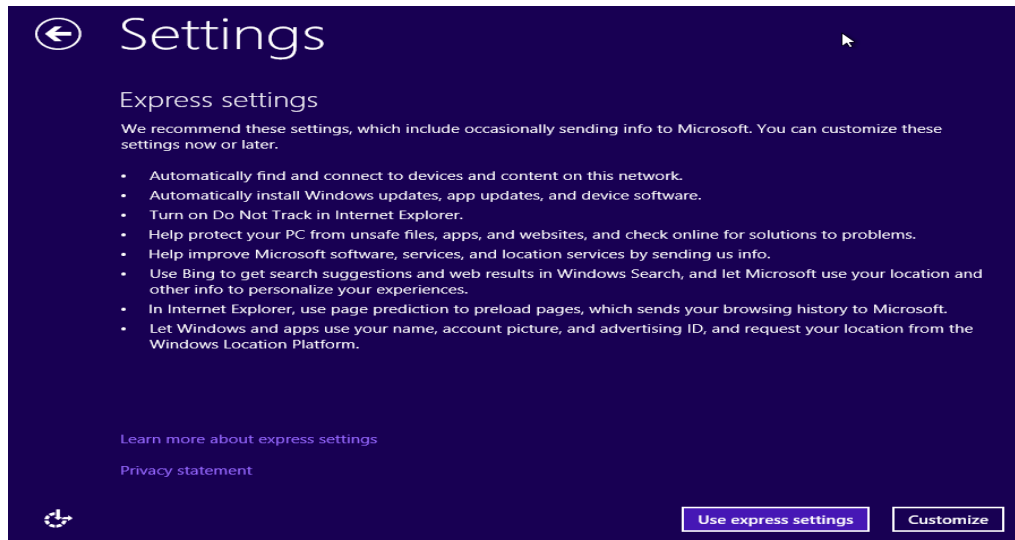 Settings
Express settings
We recommend these settings, which include occasionally sending info to Microsoft. You can customize these
settings now or later.
• Automatically find and connect to devices and content on this network.
• Automatically install Windows updates, app updates, and device software.
• Turn on Do Not Track in Internet Explorer.
• Help protect your PC from unsafe files, apps, and websites, and check online for solutions to problems.
• Help improve Microsoft software, services, and location services by sending us info.
• Use Bing to get search suggestions and web results in Windows Search, and let Microsoft use your location and
other info to personalize your experiences.
• In Internet Explorer, use page prediction to preload pages, which sends your browsing history to Microsoft.
• Let Windows and apps use your name, account picture, and advertising ID, and request your location from the
Windows Location Platform.
Learn more about express settings
Privacy statement
Use express settings
Customize